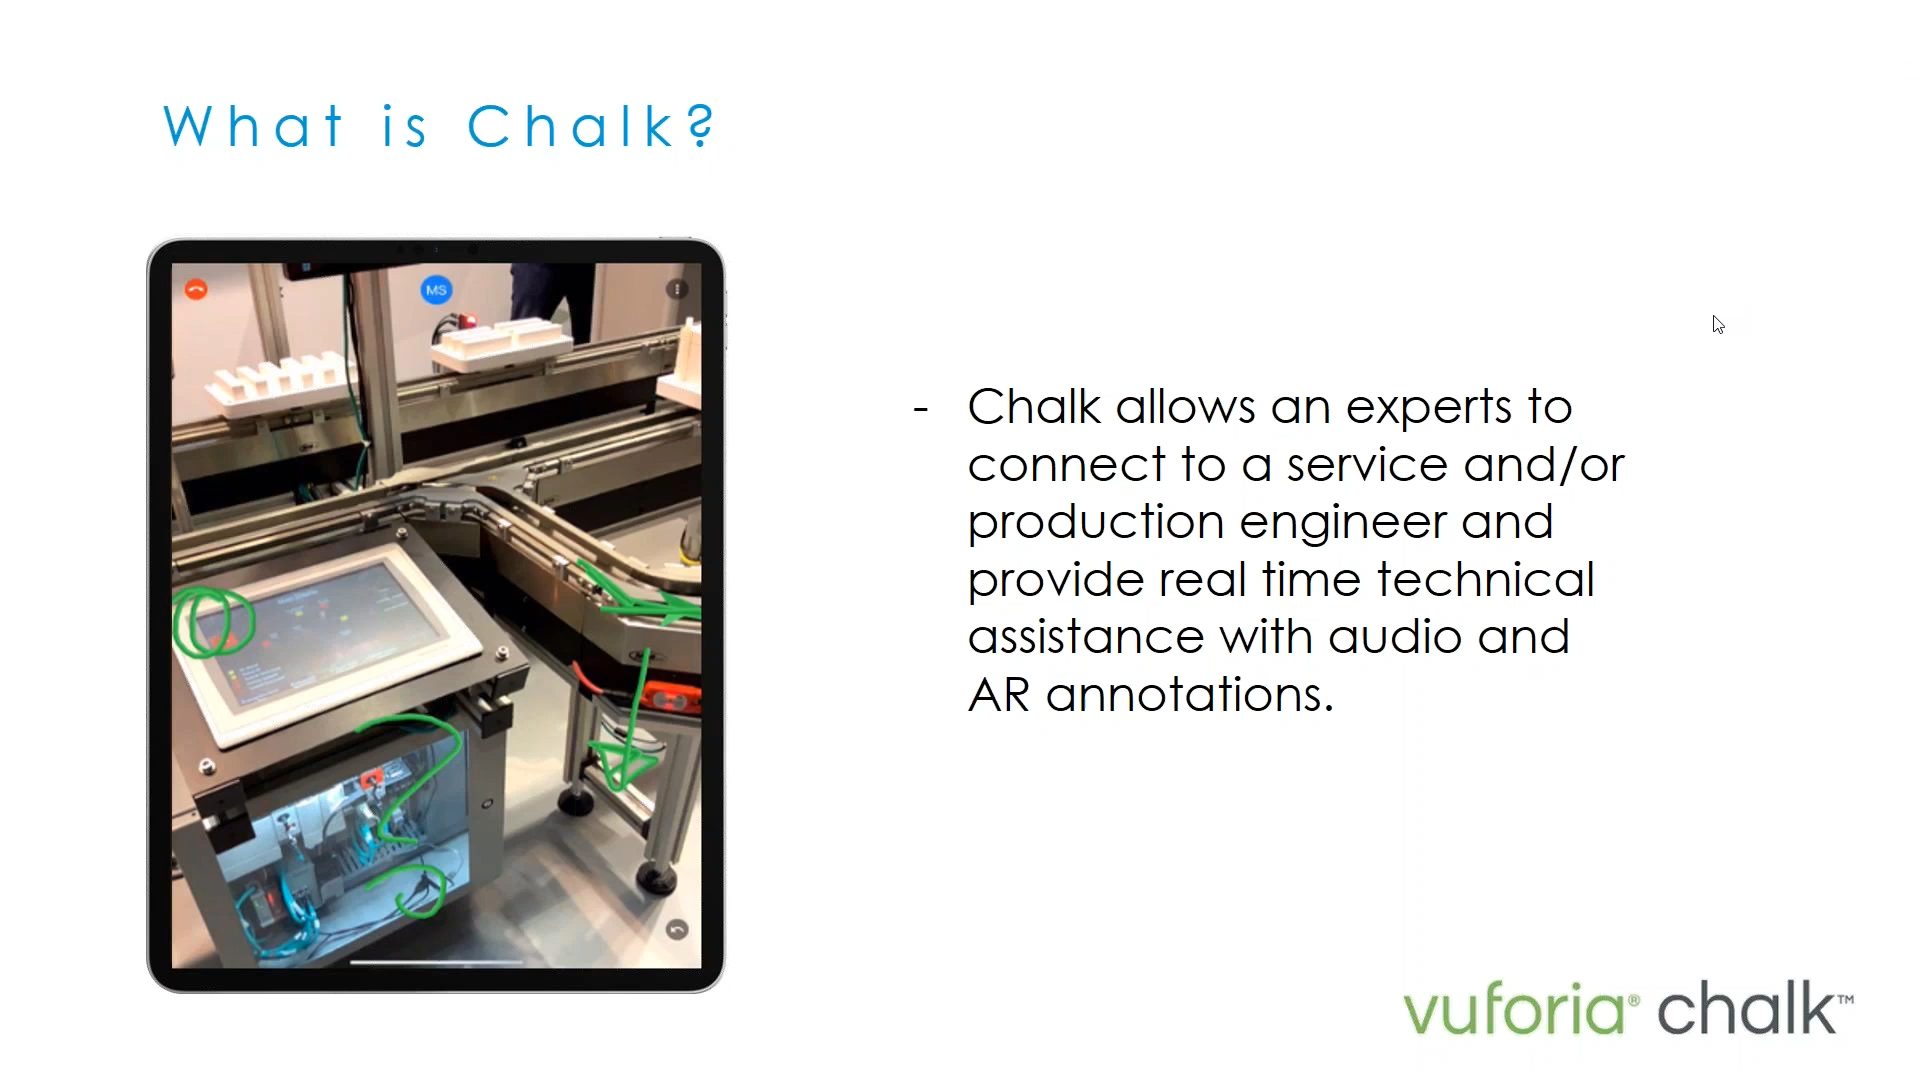 What is Chalk?
MS
- Chalk allows an experts to
connect to a service and/or
production engineer and
provide real time technical
assistance with audio and
AR annotations.
vuforia® chalk™